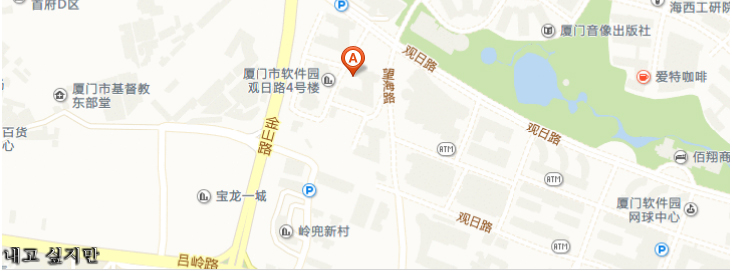 首府D区
P
海西工研院
厦门音像出版社
观日路
A
厦门市软件园
观日路4号楼
望海路
爱特咖啡
厦门市基督教
东部堂
金山路
观日路
百货
心
ATM
佰翔商
ATM
P
宝龙一城
厦门软件园
网球中心
岭兜新村
观日路
ATM
P
내고 싶지만
吕岭路